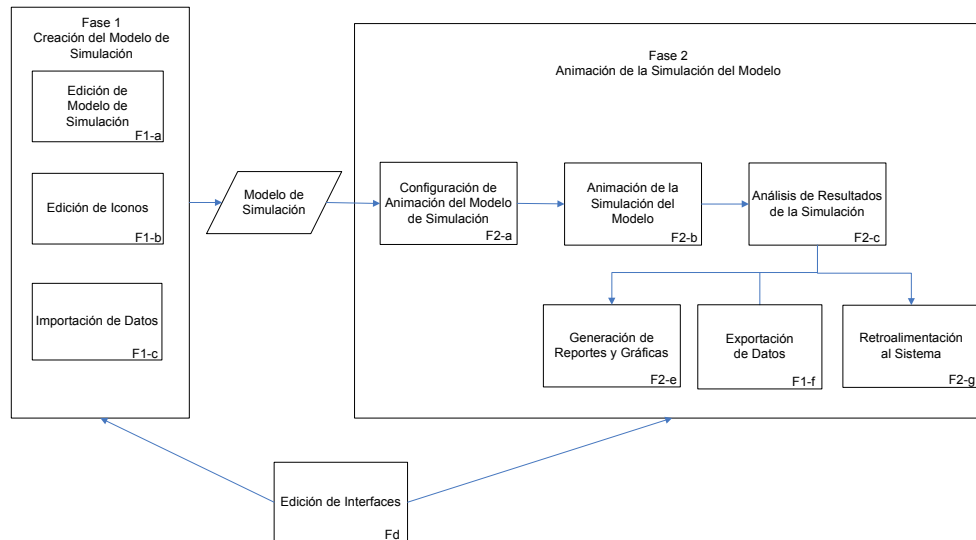 Fase 1
Creación del Modelo de
Simulación
Edición de
Modelo de
Simulación
F1-a
Edición de Iconos
F1-b
Importación de Datos
F1-c
Modelo de
Simulación
Fase 2
Animación de la Simulación del Modelo
Configuración de
Animación del Modelo
de Simulación
F2-a
Animación de la
Simulación del
Modelo
F2-b
Análisis de Resultados
de la Simulación
F2-c
Generación de
Reportes y Gráficas
F2-e
Exportación
de Datos
F1-f
Retroalimentación
al Sistema
F2-g
Edición de Interfaces
Fd